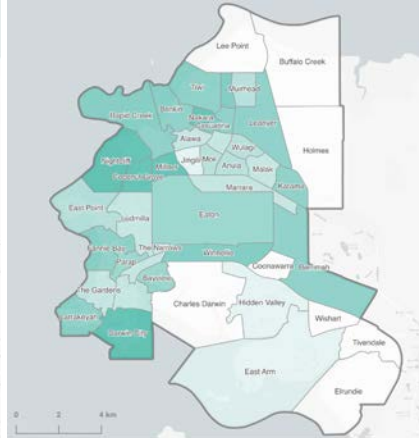 Lee Point
Buffalo Creek
Tiwi
Muirhead
Brinkin
Rapid Creek
Nakara
Wanguri
Leanyer
Alawa
Wulagi
Holmes
Nightcliff
Millner
Jingili
Moil
Anula
Malak
Coconut Grove
Karama
Marrara
East Point
Ludmilla
Eaton
Fannie Bay
The Narrows
Parap
Winnellie
Coonawarra
Berrimah
Bayview
The Gardens
Charles Darwin
Hidden Valley
Larrakeyah
Darwin City
Wishart
Tivendale
East Arm
Elrundie
0 2 4 km